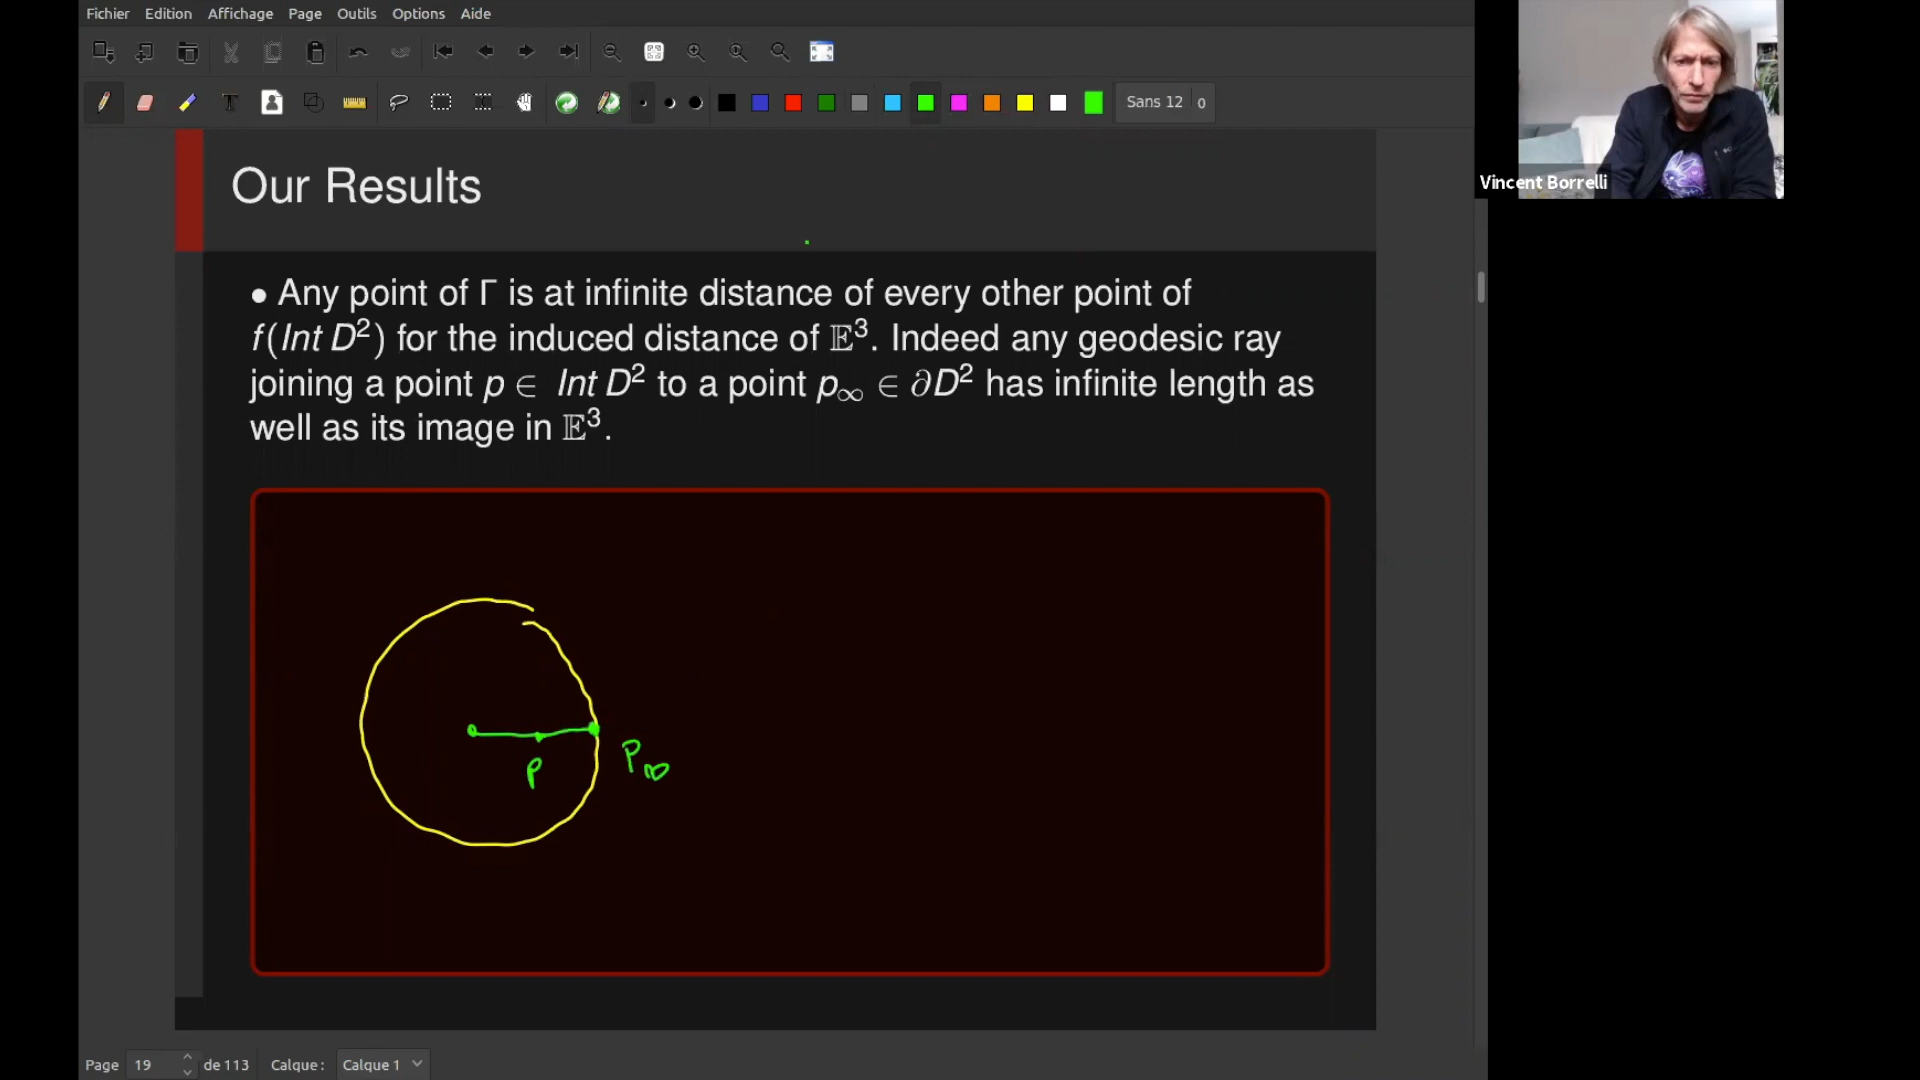 Fichier Edition Affichage Page Outils Options Aide
Sans 12 0
Vincent Borrelli
Our Results
• Any point of Γ is at infinite distance of every other point of
f(Int D²) for the induced distance of 𝔼³. Indeed any geodesic ray
joining a point p ∈ Int D² to a point p∞ ∈ ∂D² has infinite length as
well as its image in 𝔼³.
P
P∞
Page 19 de 113 Calque : Calque 1